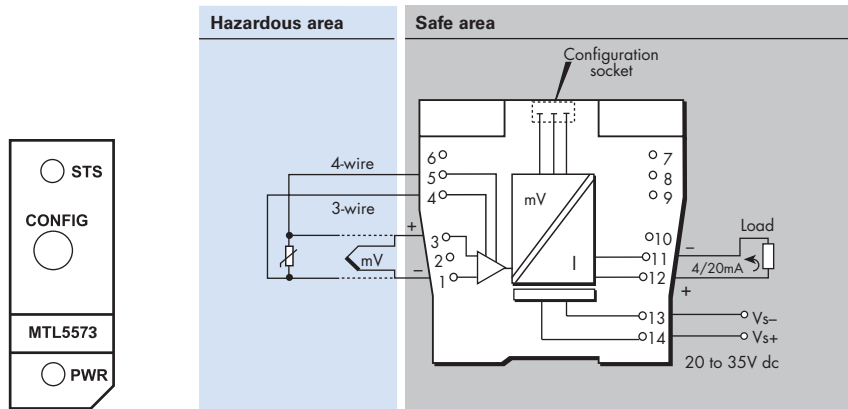 STS
CONFIG
MTL5573
PWR
Hazardous area
Safe area
Configuration
socket
4-wire
3-wire
+
mV
–
6
5
4
3
2
1
mV
I
7
8
9
10
11
12
13
14
–
Load
4/20mA
+
Vs–
Vs+
20 to 35V dc